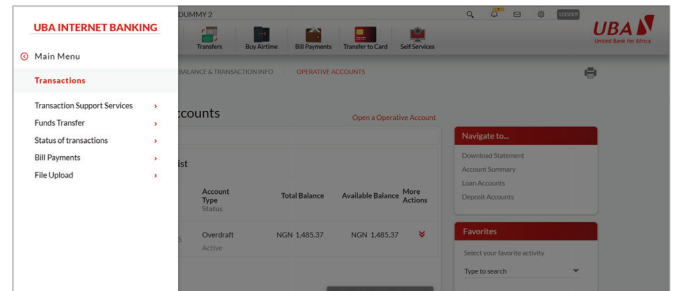 UBA INTERNET BANKING
Main Menu
Transactions
Transaction Support Services
Funds Transfer
Status of transactions
Bill Payments
File Upload
DUMMY 2
LOGOUT
UBA
United Bank for Africa
Transfers
Buy Airtime
Bill Payments
Transfer to Card
Self Services
BALANCE & TRANSACTION INFO
OPERATIVE ACCOUNTS
ccounts
Open a Operative Account
ist
Account Type
Status
Total Balance
Available Balance
More Actions
Overdraft
Active
NGN 1,485.37
NGN 1,485.37
Navigate to...
Download Statement
Account Summary
Loan Accounts
Deposit Accounts
Favorites
Select your favorite activity
Type to search